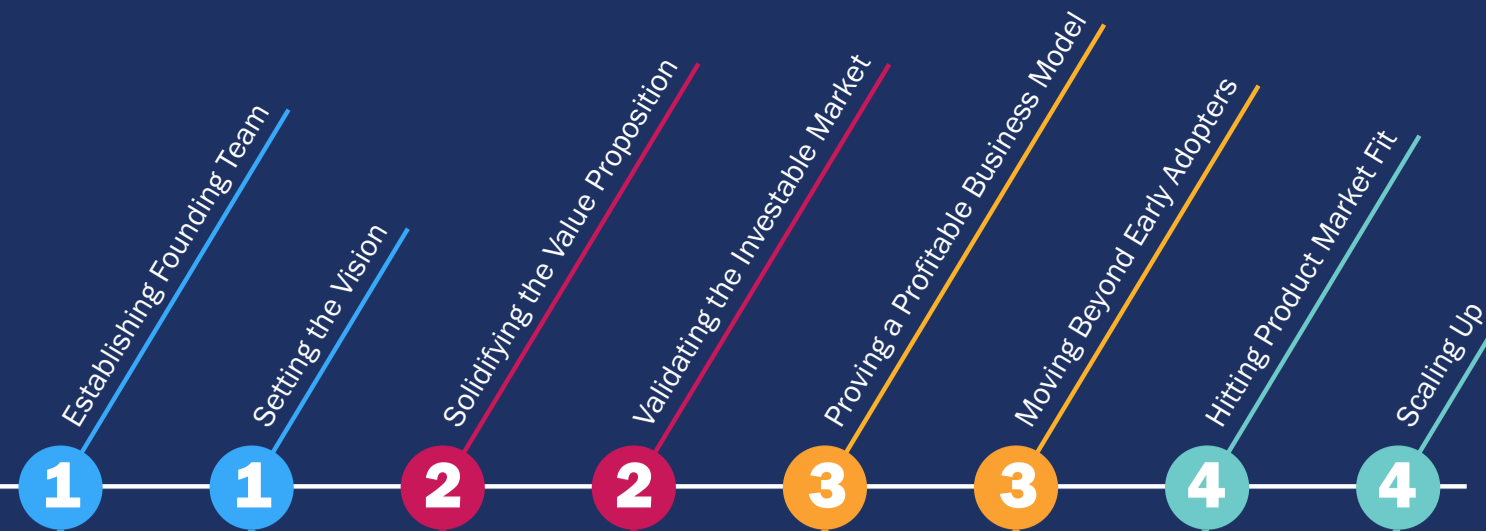 Establishing Founding Team
Setting the Vision
Solidifying the Value Proposition
Validating the Investable Market
Proving a Profitable Business Model
Moving Beyond Early Adopters
Hitting Product Market Fit
Scaling Up
1
1
2
2
3
3
4
4